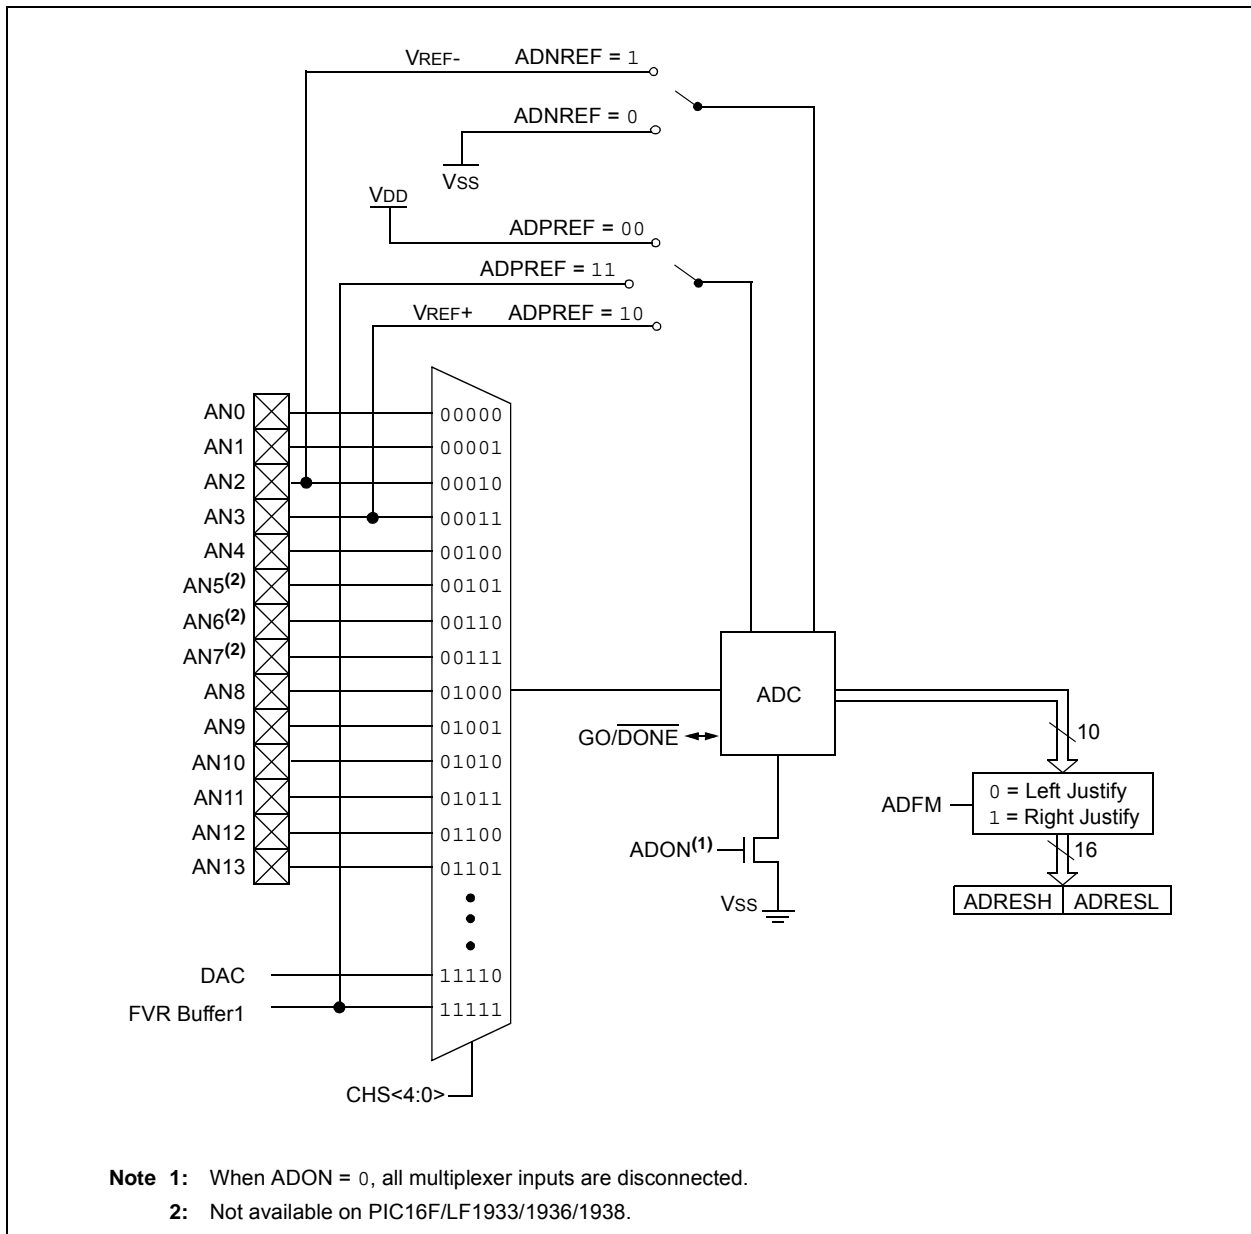 VREF- ADNREF = 1
ADNREF = 0
VSS
VDD
ADPREF = 00
ADPREF = 11
VREF+ ADPREF = 10
AN0 00000
AN1 00001
AN2 00010
AN3 00011
AN4 00100
AN5(2) 00101
AN6(2) 00110
AN7(2) 00111
AN8 01000
AN9 01001
AN10 01010
AN11 01011
AN12 01100
AN13 01101
DAC 11110
FVR Buffer1 11111
CHS<4:0>
ADC
GO/DONE
ADON(1)
VSS
10
ADFM
0 = Left Justify
1 = Right Justify
16
ADRESH ADRESL
Note 1: When ADON = 0, all multiplexer inputs are disconnected.
2: Not available on PIC16F/LF1933/1936/1938.